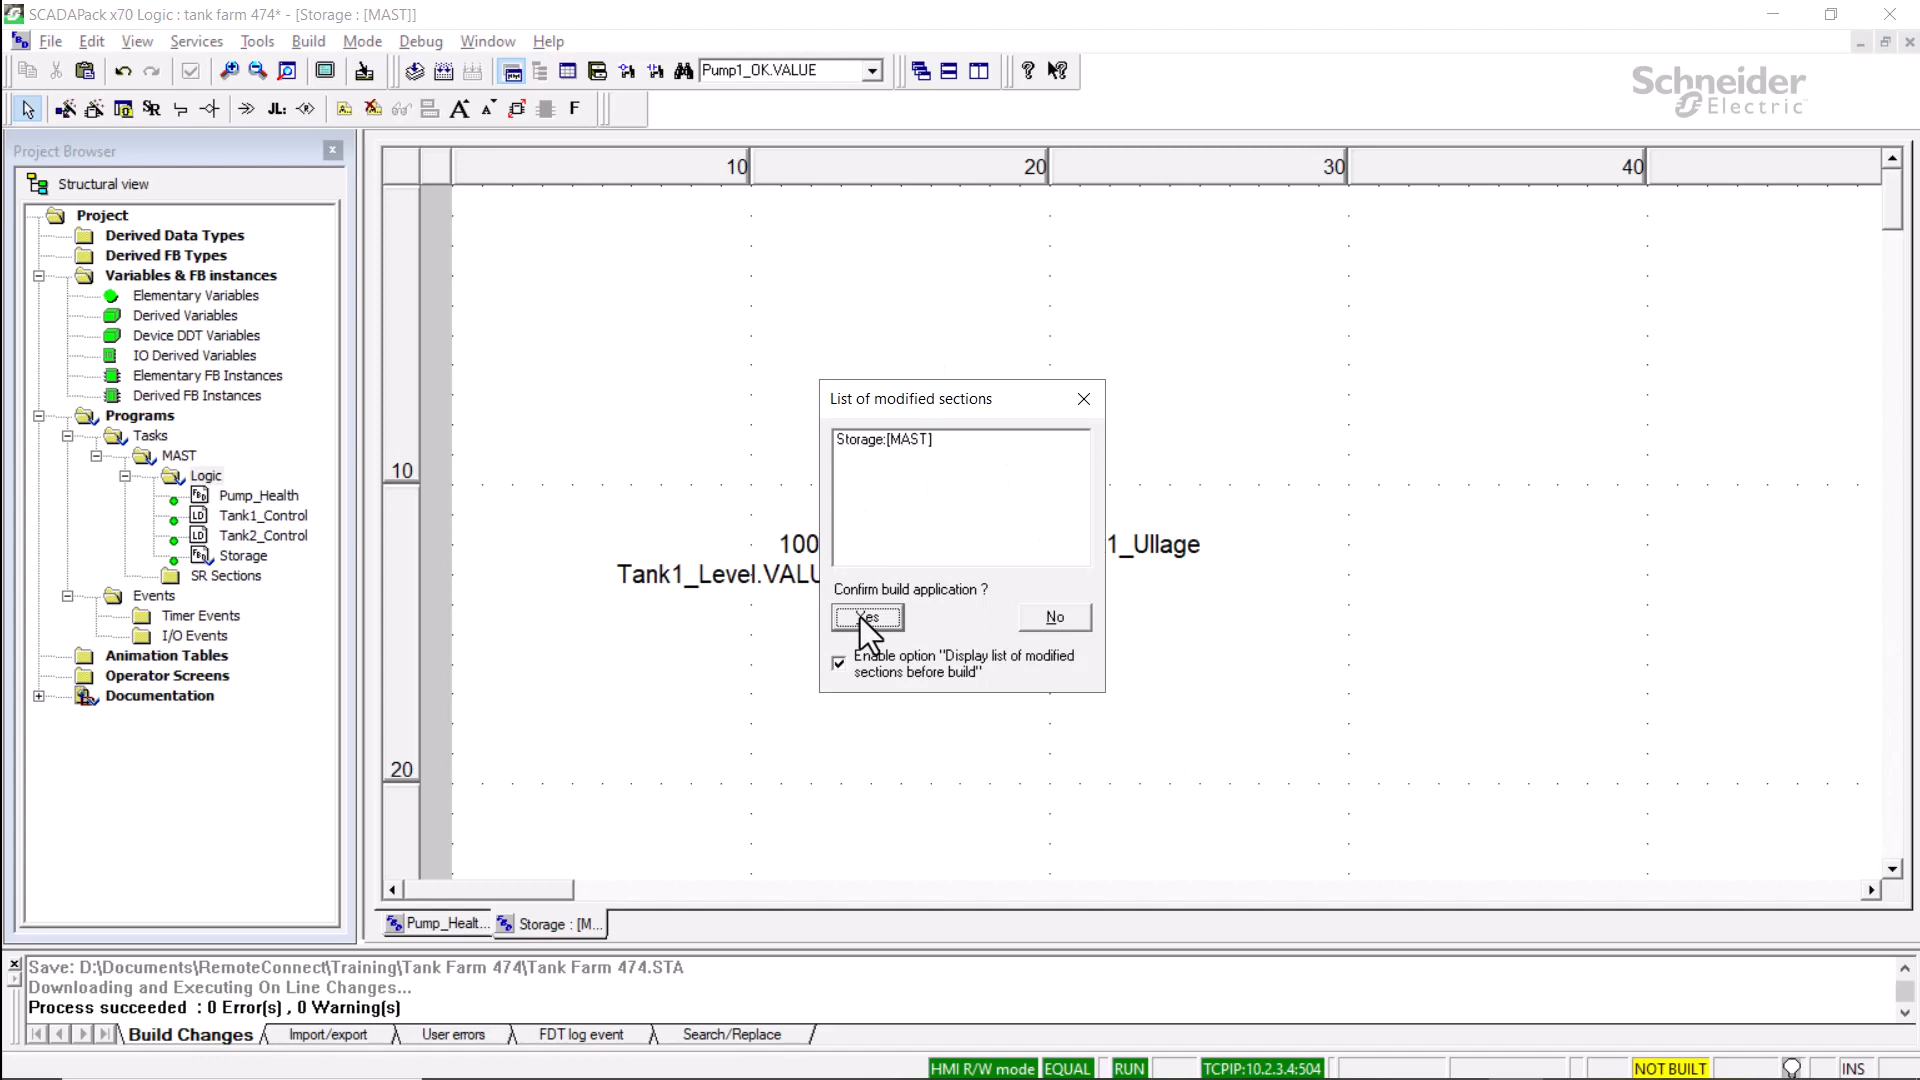 SCADAPack x70 Logic : tank farm 474* - [Storage : [MAST]]
File Edit View Services Tools Build Mode Debug Window Help
Pump1_OK.VALUE
Schneider
Electric
SR JL: A A F
Project Browser
Structural view
Project
Derived Data Types
Derived FB Types
Variables & FB instances
Elementary Variables
Derived Variables
Device DDT Variables
IO Derived Variables
Elementary FB Instances
Derived FB Instances
Programs
Tasks
MAST
Logic
Pump_Health
Tank1_Control
Tank2_Control
Storage
SR Sections
Events
Timer Events
I/O Events
Animation Tables
Operator Screens
Documentation
10 20 30 40
10
20
100
1_Ullage
Tank1_Level.VALU
List of modified sections
Storage:[MAST]
Confirm build application ?
Yes No
Enable option "Display list of modified
sections before build"
Pump_Healt... Storage : [M...
Save: D:\Documents\RemoteConnect\Training\Tank Farm 474\Tank Farm 474.STA
Downloading and Executing On Line Changes...
Process succeeded : 0 Error(s) , 0 Warning(s)
Build Changes Import/export User errors FDT log event Search/Replace
HMI R/W mode EQUAL RUN TCPIP:10.2.3.4:504 NOT BUILT INS